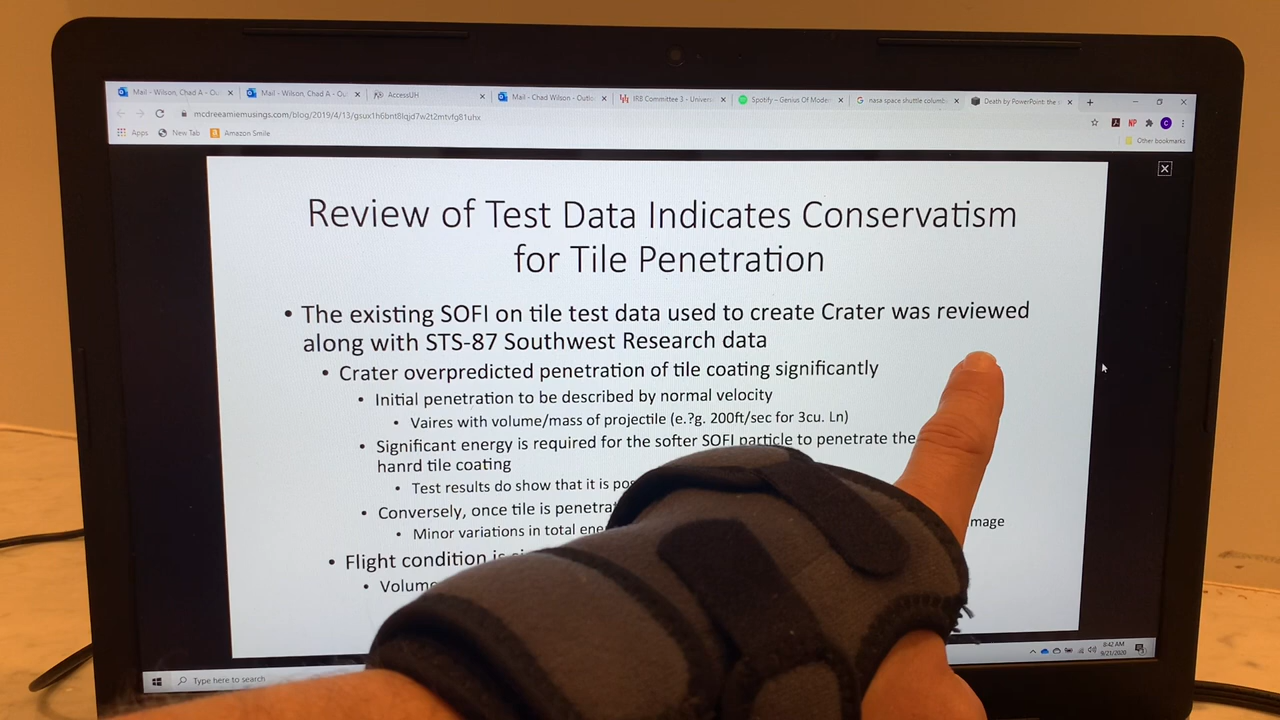 Mail - Wilson, Chad A - Ou
Mail - Wilson, Chad A - Ou
AccessUH
Mail - Chad Wilson - Outlo
IRB Committee 3 - Univers
Spotify – Genius Of Moder
nasa space shuttle columb
Death by PowerPoint: the s
mcdreeamiemusings.com/blog/2019/4/13/gsux1h6bnt8lqjd7w2t2mtvfg81uhx
Apps New Tab Amazon Smile Other bookmarks
Review of Test Data Indicates Conservatism
for Tile Penetration
• The existing SOFI on tile test data used to create Crater was reviewed
along with STS-87 Southwest Research data
• Crater overpredicted penetration of tile coating significantly
• Initial penetration to be described by normal velocity
• Vaires with volume/mass of projectile (e.?g. 200ft/sec for 3cu. Ln)
• Significant energy is required for the softer SOFI particle to penetrate the
hanrd tile coating
• Test results do show that it is pos
• Conversely, once tile is penetra
• Minor variations in total ene mage
• Flight condition is
• Volume
Type here to search
8:42 AM
9/21/2020